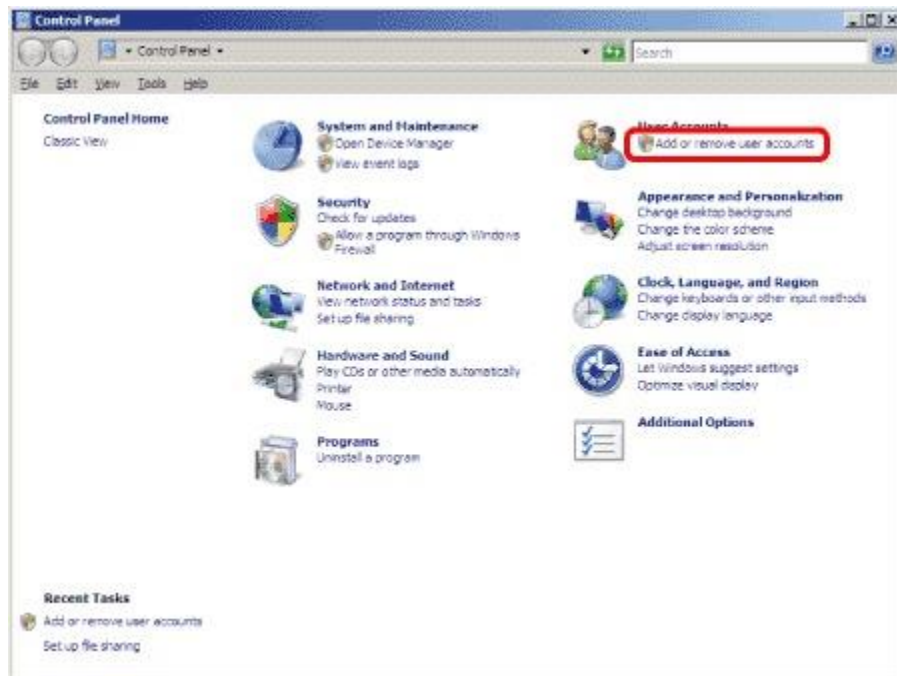 Control Panel
Control Panel
Search
File Edit View Tools Help
Control Panel Home
Classic View
System and Maintenance
Open Device Manager
View event logs
Security
Check for updates
Allow a program through Windows
Firewall
Network and Internet
View network status and tasks
Set up file sharing
Hardware and Sound
Play CDs or other media automatically
Printer
Mouse
Programs
Uninstall a program
User Accounts
Add or remove user accounts
Appearance and Personalization
Change desktop background
Change the color scheme
Adjust screen resolution
Clock, Language, and Region
Change keyboards or other input methods
Change display language
Ease of Access
Let Windows suggest settings
Optimize visual display
Additional Options
Recent Tasks
Add or remove user accounts
Set up file sharing